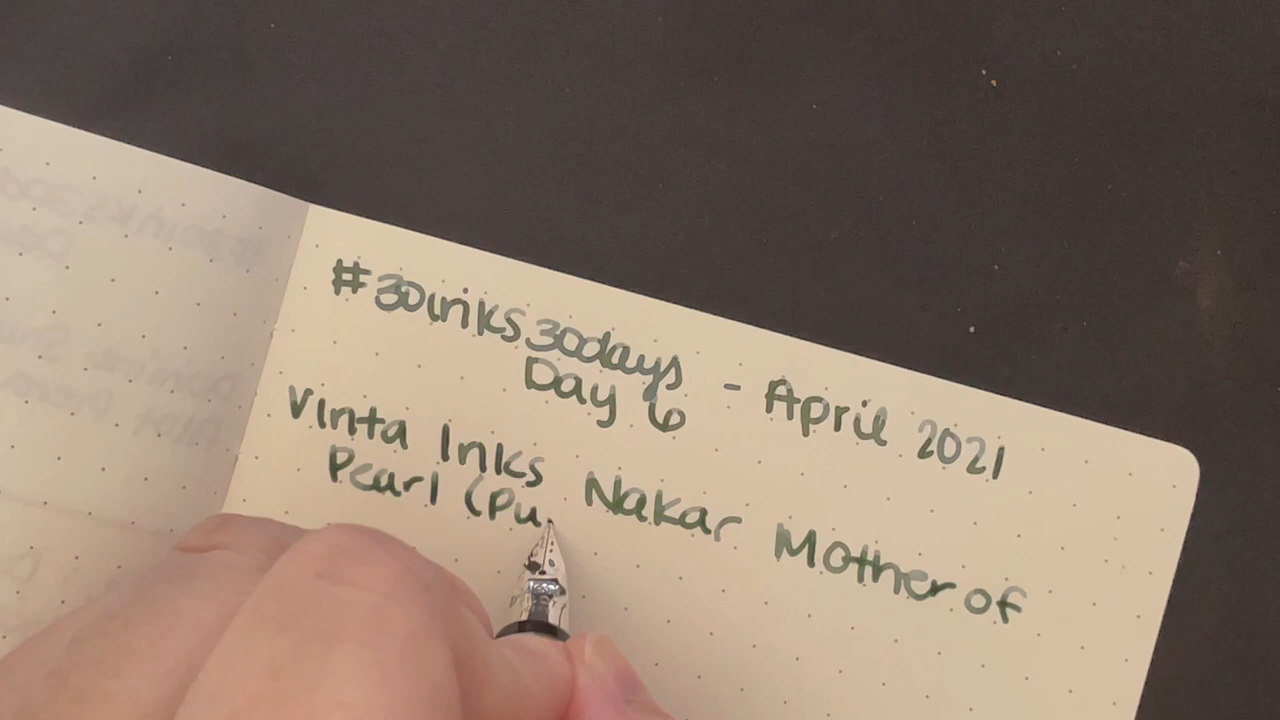 #30inks30days - April 2021
Day 6
Vinta Inks Nakar Mother of
Pearl (Pu